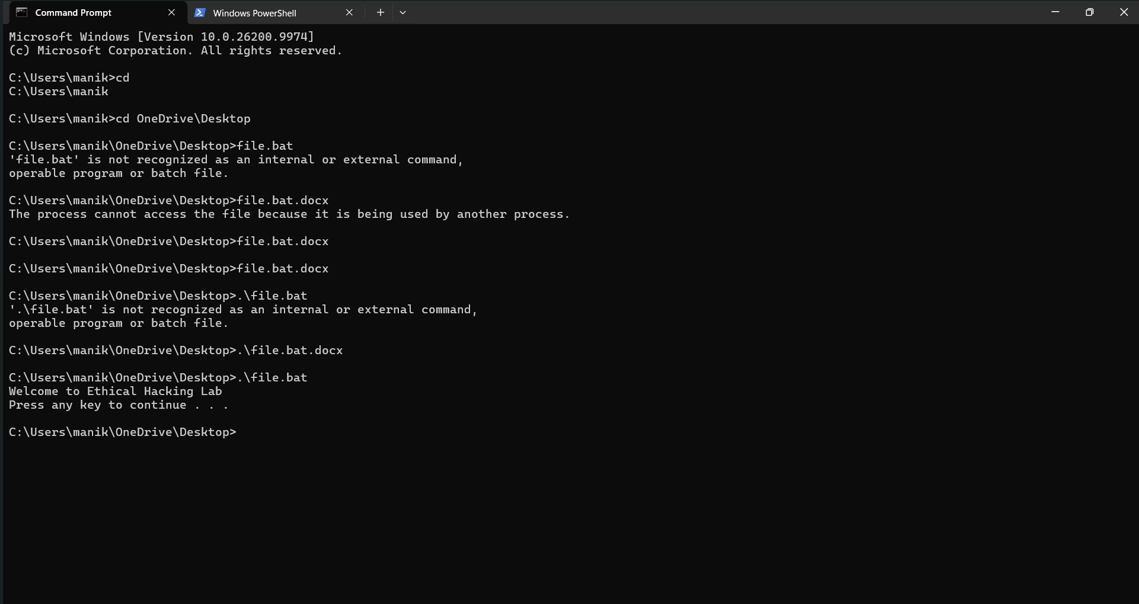 Command Prompt
Windows PowerShell
Microsoft Windows [Version 10.0.26200.9974]
(c) Microsoft Corporation. All rights reserved.
C:\Users\manik>cd
C:\Users\manik
C:\Users\manik>cd OneDrive\Desktop
C:\Users\manik\OneDrive\Desktop>file.bat
'file.bat' is not recognized as an internal or external command,
operable program or batch file.
C:\Users\manik\OneDrive\Desktop>file.bat.docx
The process cannot access the file because it is being used by another process.
C:\Users\manik\OneDrive\Desktop>file.bat.docx
C:\Users\manik\OneDrive\Desktop>file.bat.docx
C:\Users\manik\OneDrive\Desktop>.\file.bat
'.\file.bat' is not recognized as an internal or external command,
operable program or batch file.
C:\Users\manik\OneDrive\Desktop>.\file.bat.docx
C:\Users\manik\OneDrive\Desktop>.\file.bat
Welcome to Ethical Hacking Lab
Press any key to continue . . .
C:\Users\manik\OneDrive\Desktop>